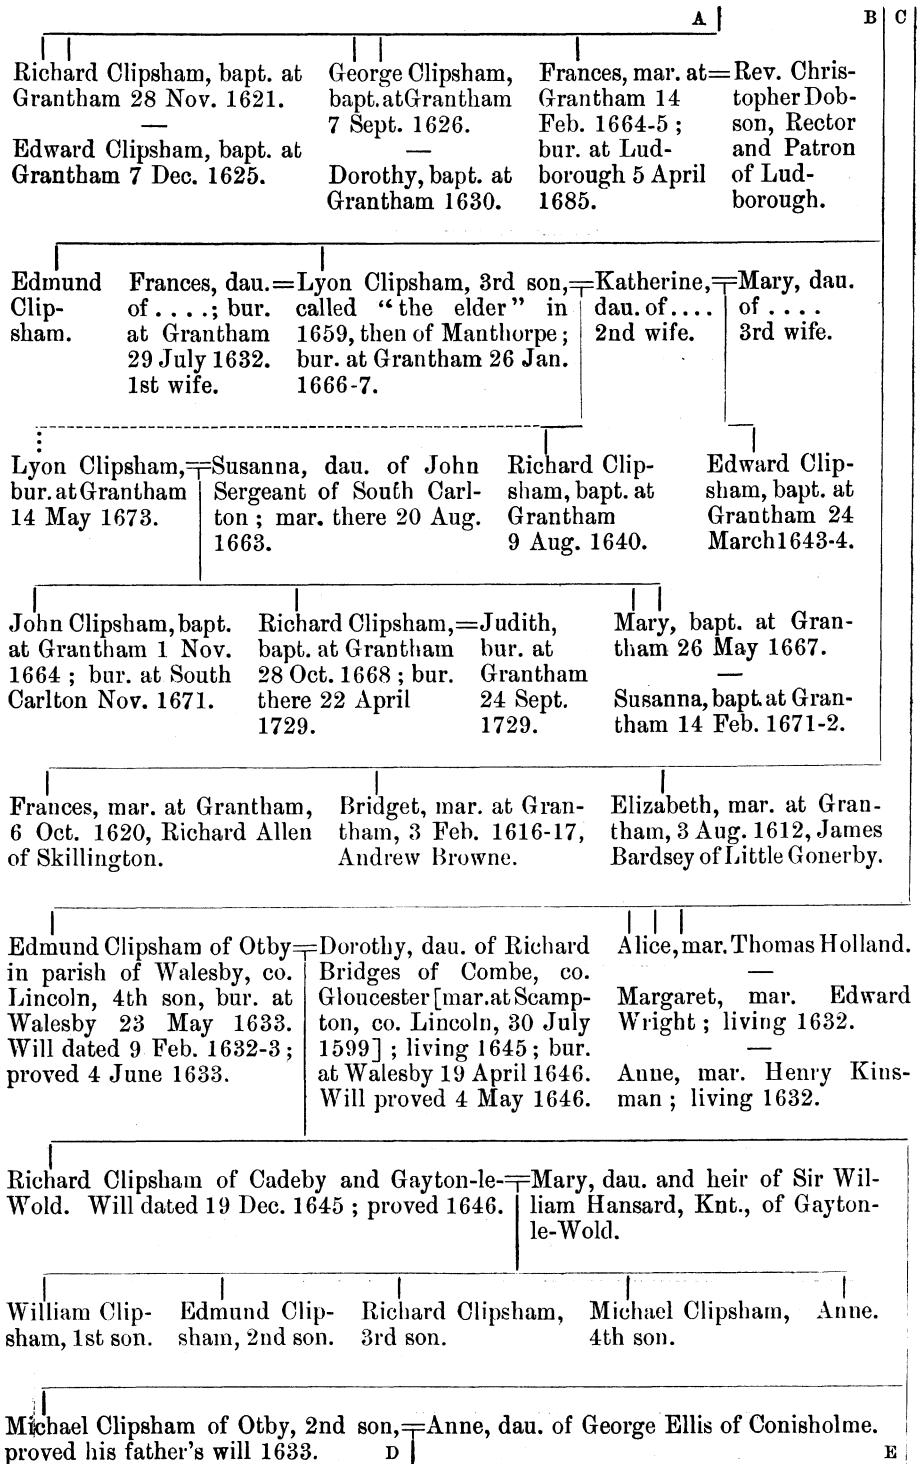 A B C
Richard Clipsham, bapt. at
Grantham 28 Nov. 1621.
—
Edward Clipsham, bapt. at
Grantham 7 Dec. 1625.
George Clipsham,
bapt. at Grantham
7 Sept. 1626.
—
Dorothy, bapt. at
Grantham 1630.
Frances, mar. at=
Grantham 14
Feb. 1664-5 ;
bur. at Lud-
borough 5 April
1685.
Rev. Chris-
topher Dob-
son, Rector
and Patron
of Lud-
borough.
Edmund
Clip-
sham.
Frances, dau.=
of . . . . ; bur.
at Grantham
29 July 1632.
1st wife.
Lyon Clipsham, 3rd son,=
called "the elder" in
1659, then of Manthorpe ;
bur. at Grantham 26 Jan.
1666-7.
Katherine,=
dau. of . . . .
2nd wife.
Mary, dau.
of . . . .
3rd wife.
Lyon Clipsham,=
bur. at Grantham
14 May 1673.
Susanna, dau. of John
Sergeant of South Carl-
ton ; mar. there 20 Aug.
1663.
Richard Clip-
sham, bapt. at
Grantham
9 Aug. 1640.
Edward Clip-
sham, bapt. at
Grantham 24
March 1643-4.
John Clipsham, bapt.
at Grantham 1 Nov.
1664 ; bur. at South
Carlton Nov. 1671.
Richard Clipsham,=
bapt. at Grantham
28 Oct. 1668 ; bur.
there 22 April
1729.
Judith,
bur. at
Grantham
24 Sept.
1729.
Mary, bapt. at Gran-
tham 26 May 1667.
—
Susanna, bapt. at Gran-
tham 14 Feb. 1671-2.
Frances, mar. at Grantham,
6 Oct. 1620, Richard Allen
of Skillington.
Bridget, mar. at Gran-
tham, 3 Feb. 1616-17,
Andrew Browne.
Elizabeth, mar. at Gran-
tham, 3 Aug. 1612, James
Bardsey of Little Gonerby.
Edmund Clipsham of Otby=
in parish of Walesby, co.
Lincoln, 4th son, bur. at
Walesby 23 May 1633.
Will dated 9 Feb. 1632-3 ;
proved 4 June 1633.
Dorothy, dau. of Richard
Bridges of Combe, co.
Gloucester [mar. at Scamp-
ton, co. Lincoln, 30 July
1599] ; living 1645 ; bur.
at Walesby 19 April 1646.
Will proved 4 May 1646.
Alice, mar. Thomas Holland.
—
Margaret, mar. Edward
Wright ; living 1632.
—
Anne, mar. Henry Kins-
man ; living 1632.
Richard Clipsham of Cadeby and Gayton-le-=
Wold. Will dated 19 Dec. 1645 ; proved 1646.
Mary, dau. and heir of Sir Wil-
liam Hansard, Knt., of Gayton-
le-Wold.
William Clip-
sham, 1st son.
Edmund Clip-
sham, 2nd son.
Richard Clipsham,
3rd son.
Michael Clipsham,
4th son.
Anne.
Michael Clipsham of Otby, 2nd son,=
proved his father's will 1633.
Anne, dau. of George Ellis of Conisholme.
D E